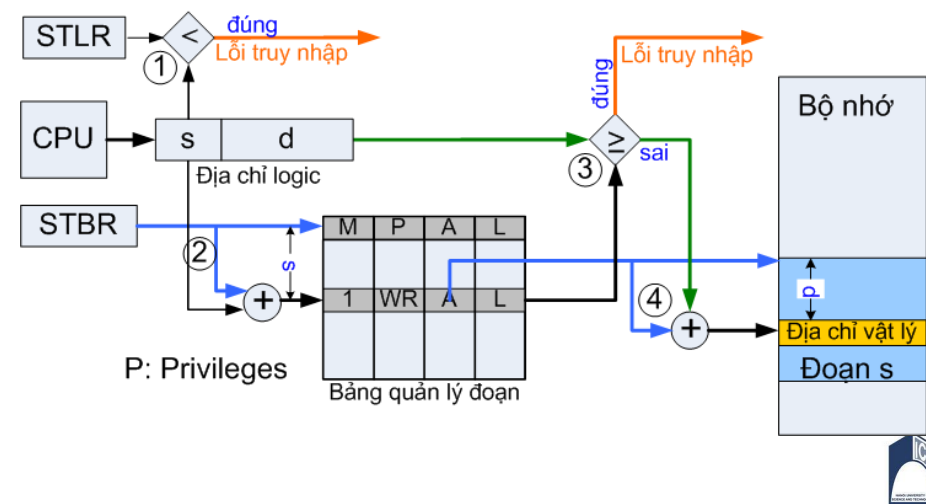 STLR
<
đúng
Lỗi truy nhập
1
CPU
s
d
Địa chỉ logic
STBR
2
s
+
M P A L
1 WR A L
Bảng quản lý đoạn
P: Privileges
đúng
Lỗi truy nhập
≥
3
sai
4
+
Bộ nhớ
d
Địa chỉ vật lý
Đoạn s